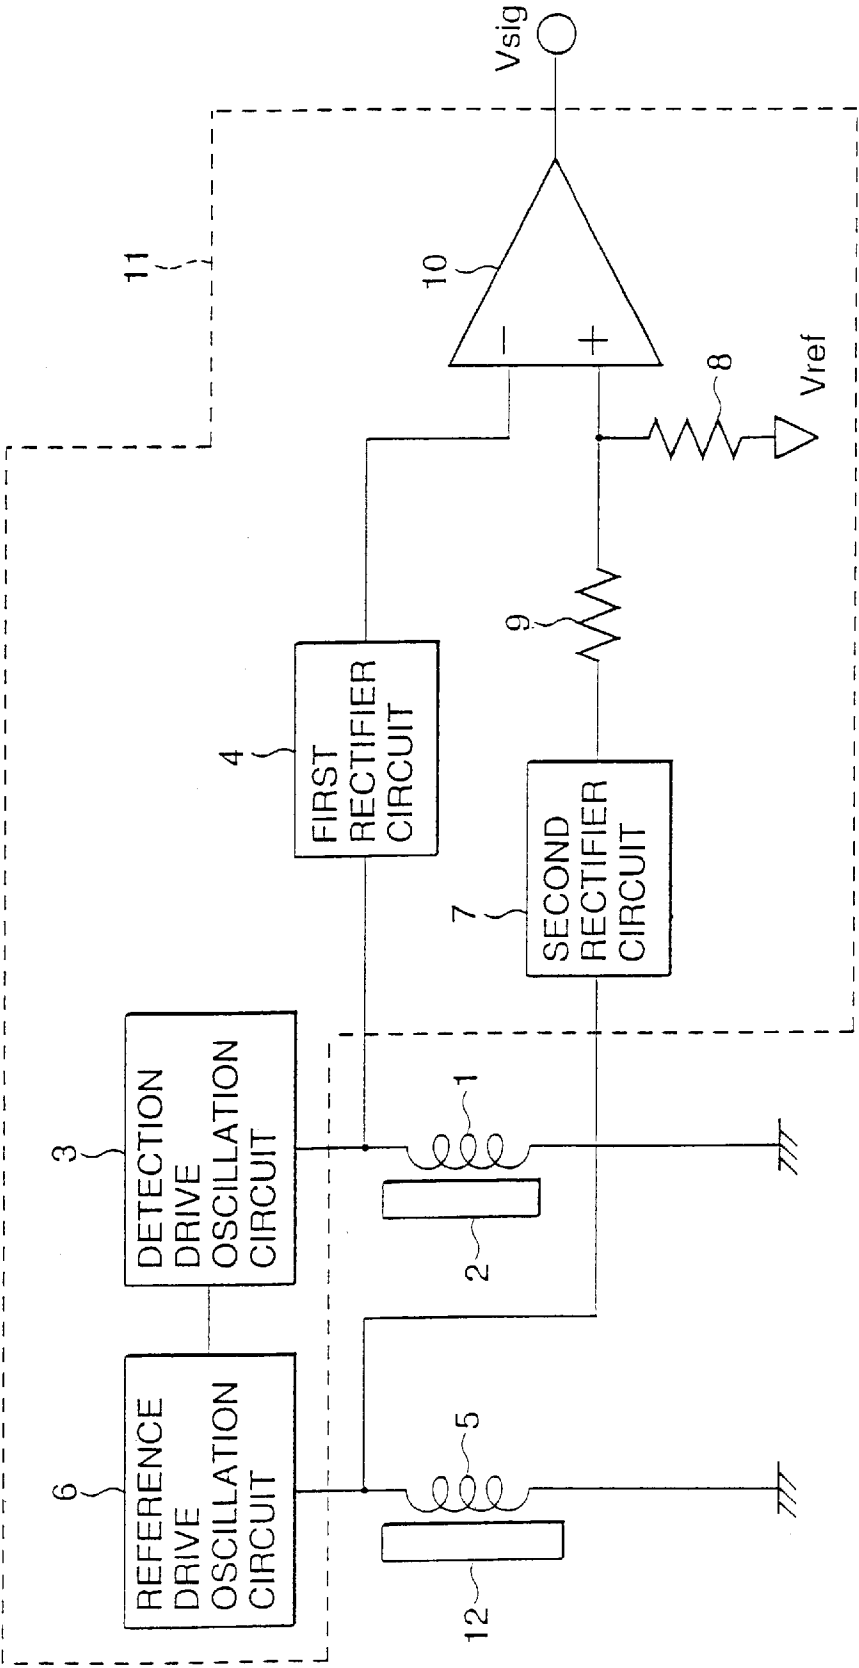 6
REFERENCE
DRIVE
OSCILLATION
CIRCUIT
3
DETECTION
DRIVE
OSCILLATION
CIRCUIT
4
FIRST
RECTIFIER
CIRCUIT
11
12
5
2
1
7
SECOND
RECTIFIER
CIRCUIT
9
10
−
+
8
Vref
Vsig